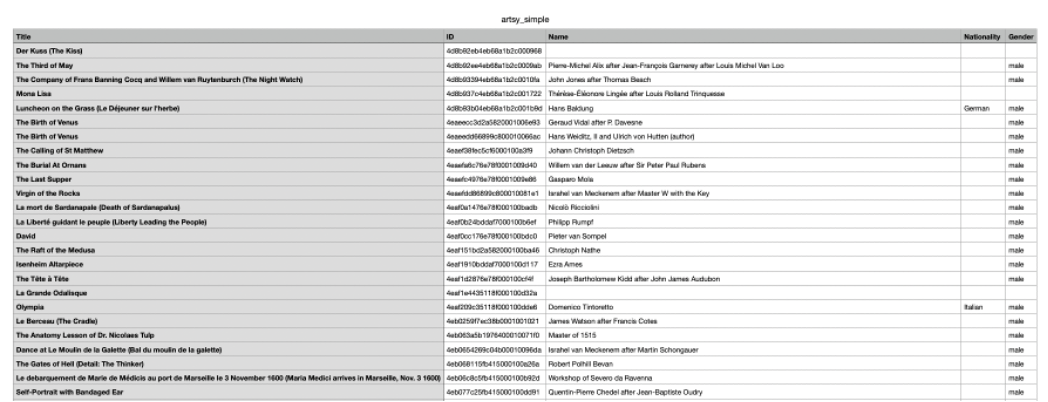 artsy_simple
Title ID Name Nationality Gender
Der Kuss (The Kiss) 4d8b92eb4eb68a1b2c000968
The Third of May 4d8b92ee4eb68a1b2c0009ab Pierre-Michel Alix after Jean-François Garnerey after Louis Michel Van Loo male
The Company of Frans Banning Cocq and Willem van Ruytenburch (The Night Watch) 4d8b93394eb68a1b2c0010fa John Jones after Thomas Beach male
Mona Lisa 4d8b937c4eb68a1b2c001722 Thérèse-Éléonore Lingée after Louis Rolland Trinquesse
Luncheon on the Grass (Le Déjeuner sur l'herbe) 4d8b93b04eb68a1b2c001b9d Hans Baldung German male
The Birth of Venus 4eaeecc3d2a5820001006e93 Geraud Vidal after P. Davesne male
The Birth of Venus 4eaeedd66899c800010066ac Hans Weiditz, II and Ulrich von Hutten (author) male
The Calling of St Matthew 4eaef38fec5cf6000100a3f9 Johann Christoph Dietzsch male
The Burial At Ornans 4eaefa6c76e78f0001009d40 Willem van der Leeuw after Sir Peter Paul Rubens male
The Last Supper 4eaefc4976e78f0001009e86 Gasparo Mola male
Virgin of the Rocks 4eaefdd86899c800010081e1 Israhel van Meckenem after Master W with the Key male
La mort de Sardanapale (Death of Sardanapalus) 4eaf0a1476e78f000100badb Nicolò Ricciolini male
La Liberté guidant le peuple (Liberty Leading the People) 4eaf0b24bddaf7000100b6ef Philipp Rumpf male
David 4eaf0cc176e78f000100bdc0 Pieter van Sompel male
The Raft of the Medusa 4eaf151bd2a582000100ba46 Christoph Nathe male
Isenheim Altarpiece 4eaf1910bddaf7000100d117 Ezra Ames male
The Tête à Tête 4eaf1d2876e78f000100cf4f Joseph Bartholomew Kidd after John James Audubon male
La Grande Odalisque 4eaf1e4435118f000100d32a
Olympia 4eaf209c35118f000100dde6 Domenico Tintoretto Italian male
Le Berceau (The Cradle) 4eb0259f7ec38b0001001021 James Watson after Francis Cotes male
The Anatomy Lesson of Dr. Nicolaes Tulp 4eb063a5b1976400010071f0 Master of 1515 male
Dance at Le Moulin de la Galette (Bal du moulin de la galette) 4eb0654269c04b00010096da Israhel van Meckenem after Martin Schongauer male
The Gates of Hell (Detail: The Thinker) 4eb068115fb415000100a26a Robert Polhill Bevan male
Le debarquement de Marie de Médicis au port de Marseille le 3 November 1600 (Maria Medici arrives in Marseille, Nov. 3 1600) 4eb06c8c5fb415000100b92d Workshop of Severo da Ravenna male
Self-Portrait with Bandaged Ear 4eb077c25fb415000100dd91 Quentin-Pierre Chedel after Jean-Baptiste Oudry male